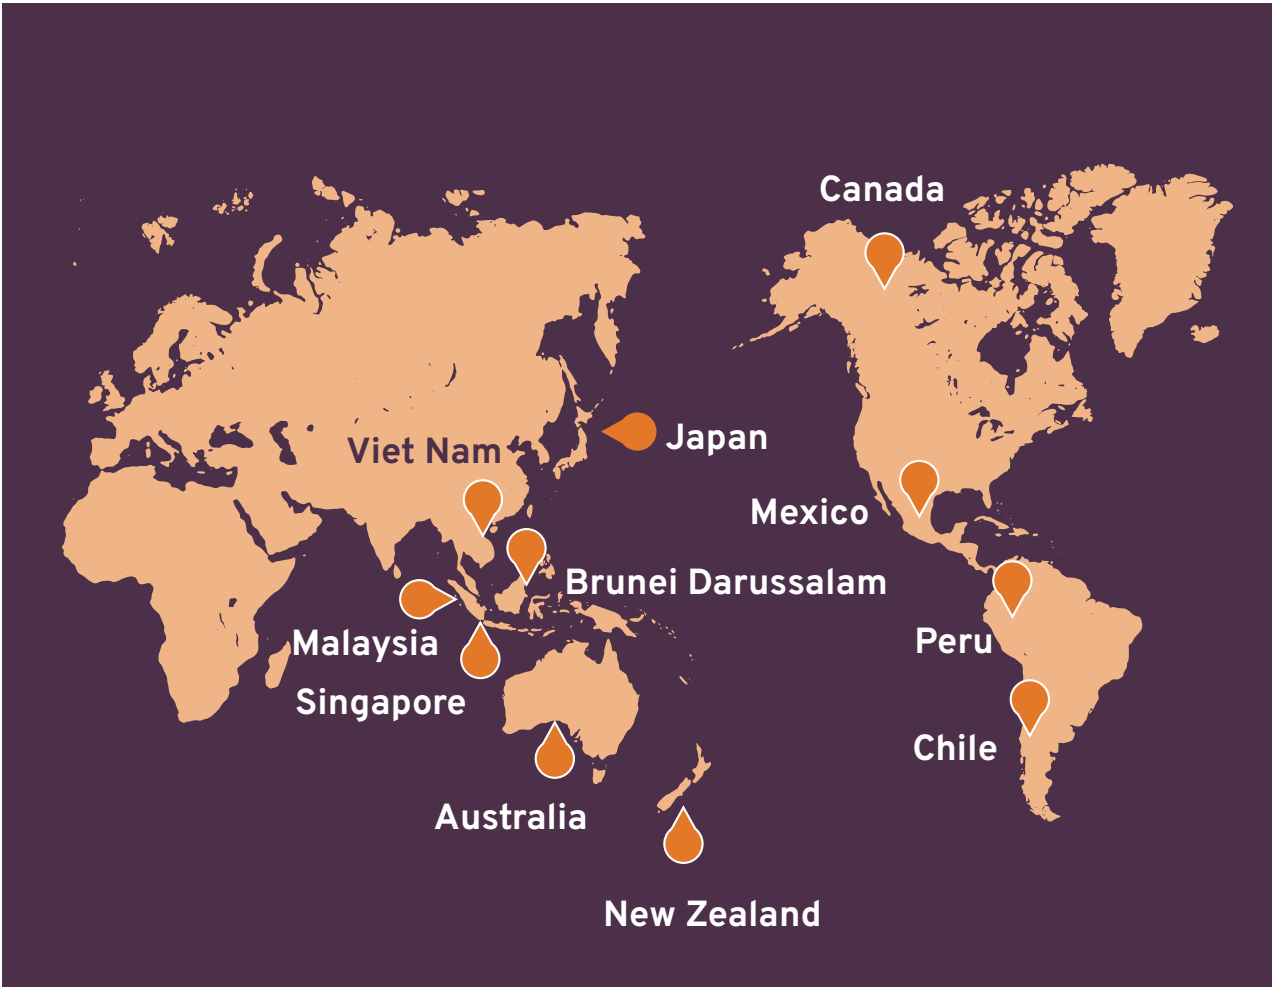 Canada
Japan
Viet Nam
Mexico
Brunei Darussalam
Malaysia
Peru
Singapore
Chile
Australia
New Zealand